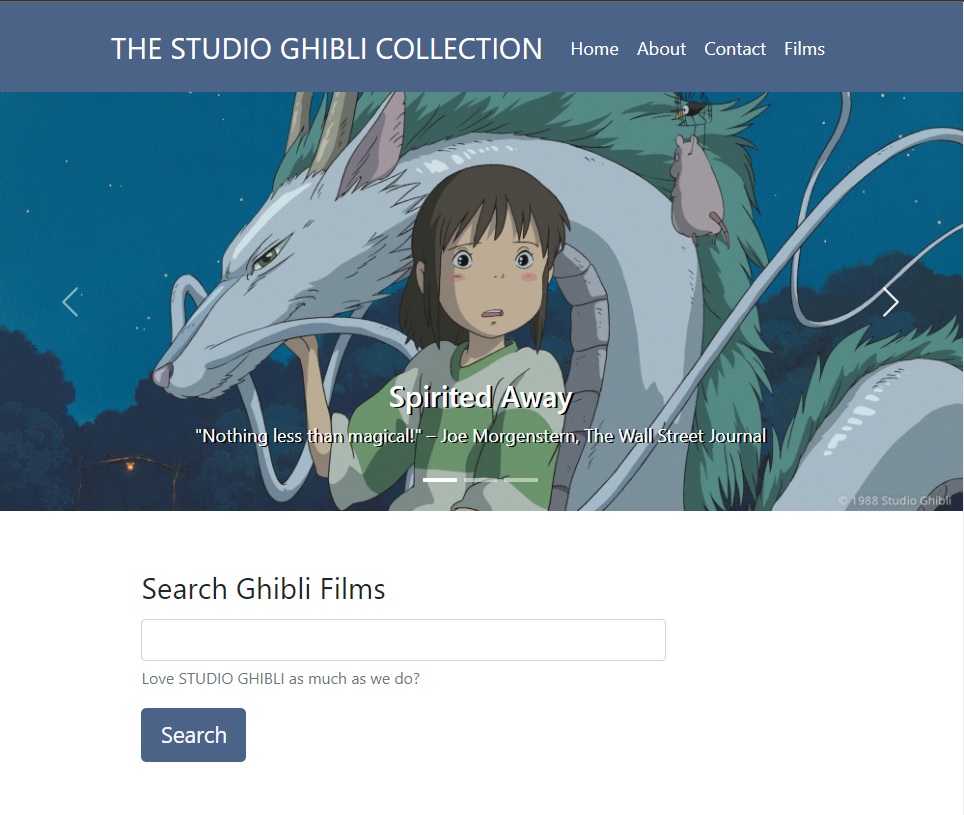 THE STUDIO GHIBLI COLLECTION Home About Contact Films
Spirited Away
"Nothing less than magical!" – Joe Morgenstern, The Wall Street Journal
© 1988 Studio Ghibli
Search Ghibli Films
Love STUDIO GHIBLI as much as we do?
Search